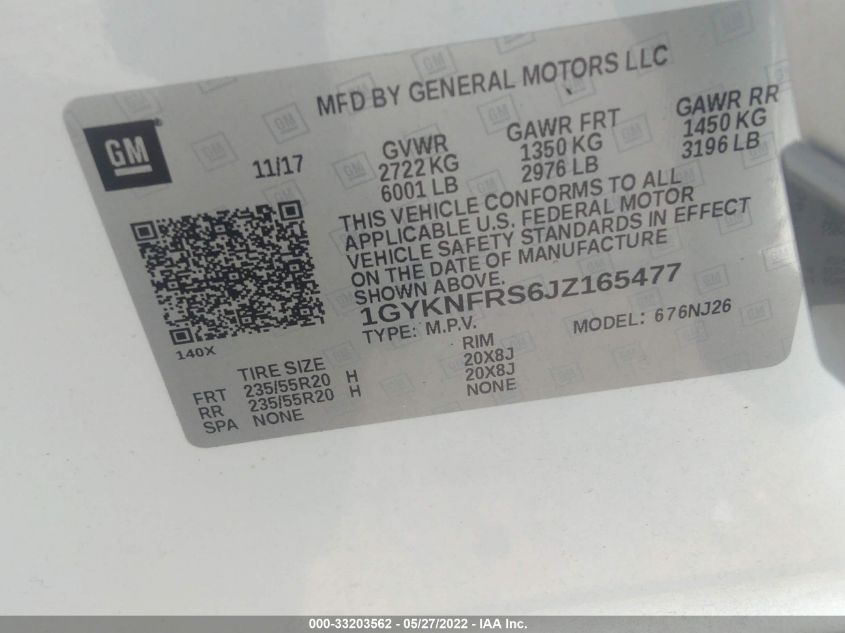 MFD BY GENERAL MOTORS LLC
GM
11/17
GVWR
2722 KG
6001 LB
GAWR FRT
1350 KG
2976 LB
GAWR RR
1450 KG
3196 LB
THIS VEHICLE CONFORMS TO ALL
APPLICABLE U.S. FEDERAL MOTOR
VEHICLE SAFETY STANDARDS IN EFFECT
ON THE DATE OF MANUFACTURE
SHOWN ABOVE.
1GYKNFRS6JZ165477
TYPE: M.P.V.
MODEL: 676NJ26
140X
TIRE SIZE RIM
FRT 235/55R20 H 20X8J
RR 235/55R20 H 20X8J
SPA NONE NONE
000-33203562 - 05/27/2022 - IAA Inc.